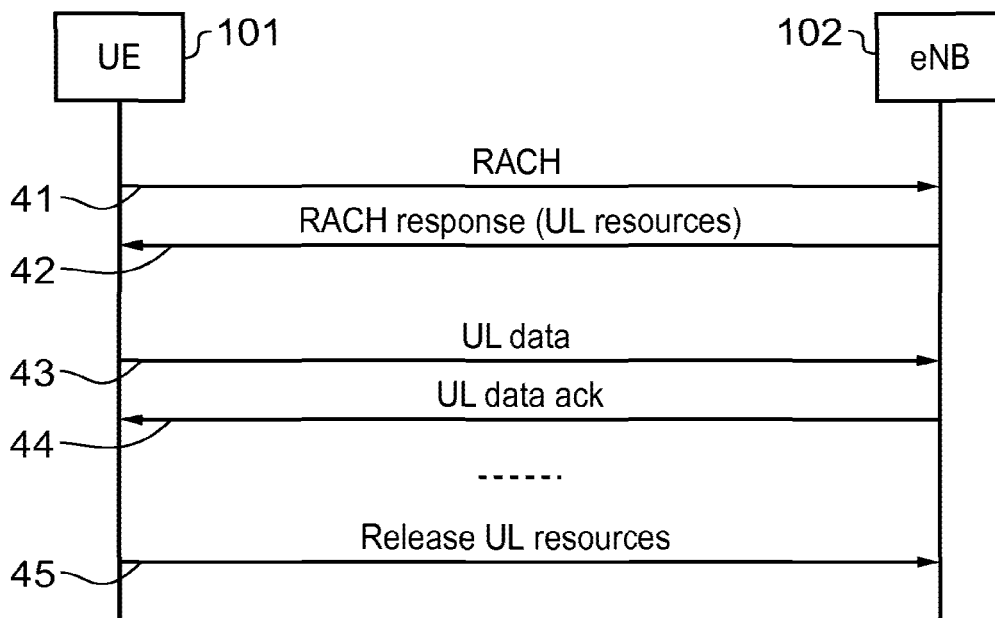 UE
101
102
eNB
RACH
41
RACH response (UL resources)
42
UL data
43
UL data ack
44
Release UL resources
45